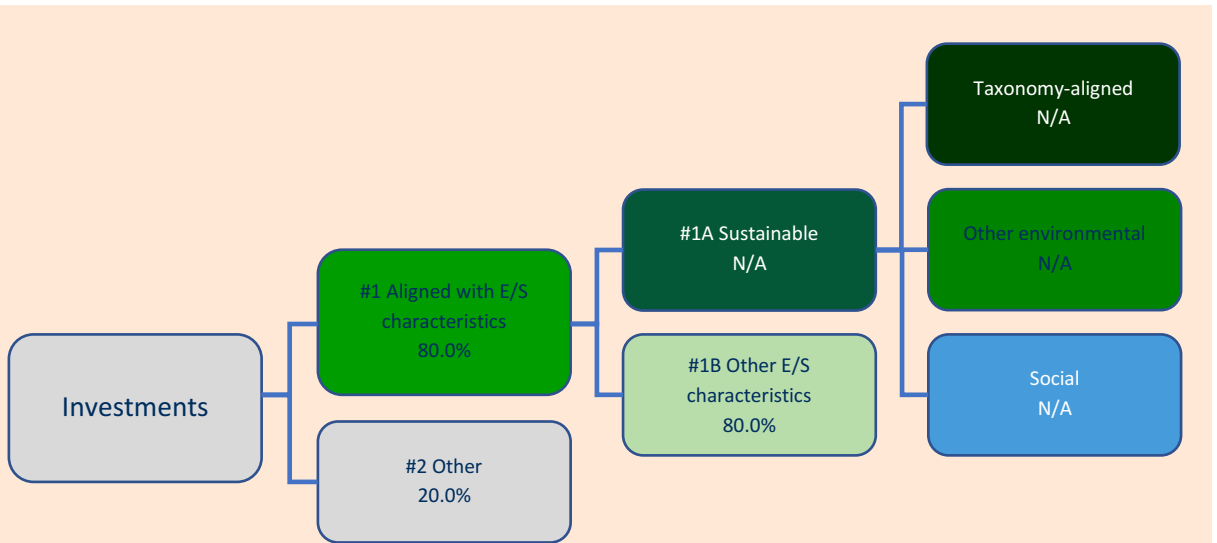 Investments
#1 Aligned with E/S
characteristics
80.0%
#2 Other
20.0%
#1A Sustainable
N/A
#1B Other E/S
characteristics
80.0%
Taxonomy-aligned
N/A
Other environmental
N/A
Social
N/A